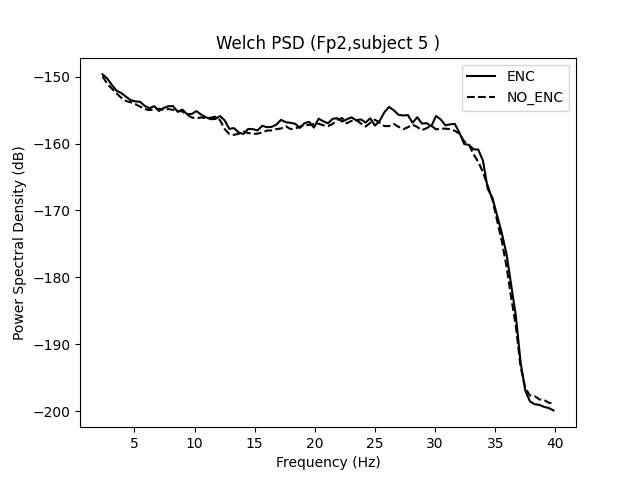 Welch PSD (Fp2,subject 5 )
ENC
NO_ENC
Power Spectral Density (dB)
−150
−160
−170
−180
−190
−200
5 10 15 20 25 30 35 40
Frequency (Hz)